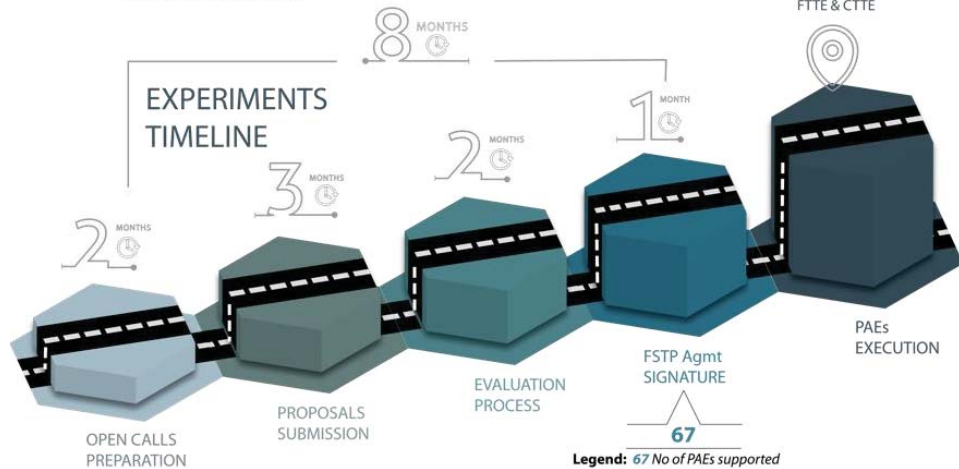 FTTE & CTTE
8 MONTHS
EXPERIMENTS
TIMELINE
1 MONTH
2 MONTHS
3 MONTHS
2 MONTHS
PAEs
EXECUTION
FSTP Agmt
SIGNATURE
EVALUATION
PROCESS
PROPOSALS
SUBMISSION
OPEN CALLS
PREPARATION
67
Legend: 67 No of PAEs supported